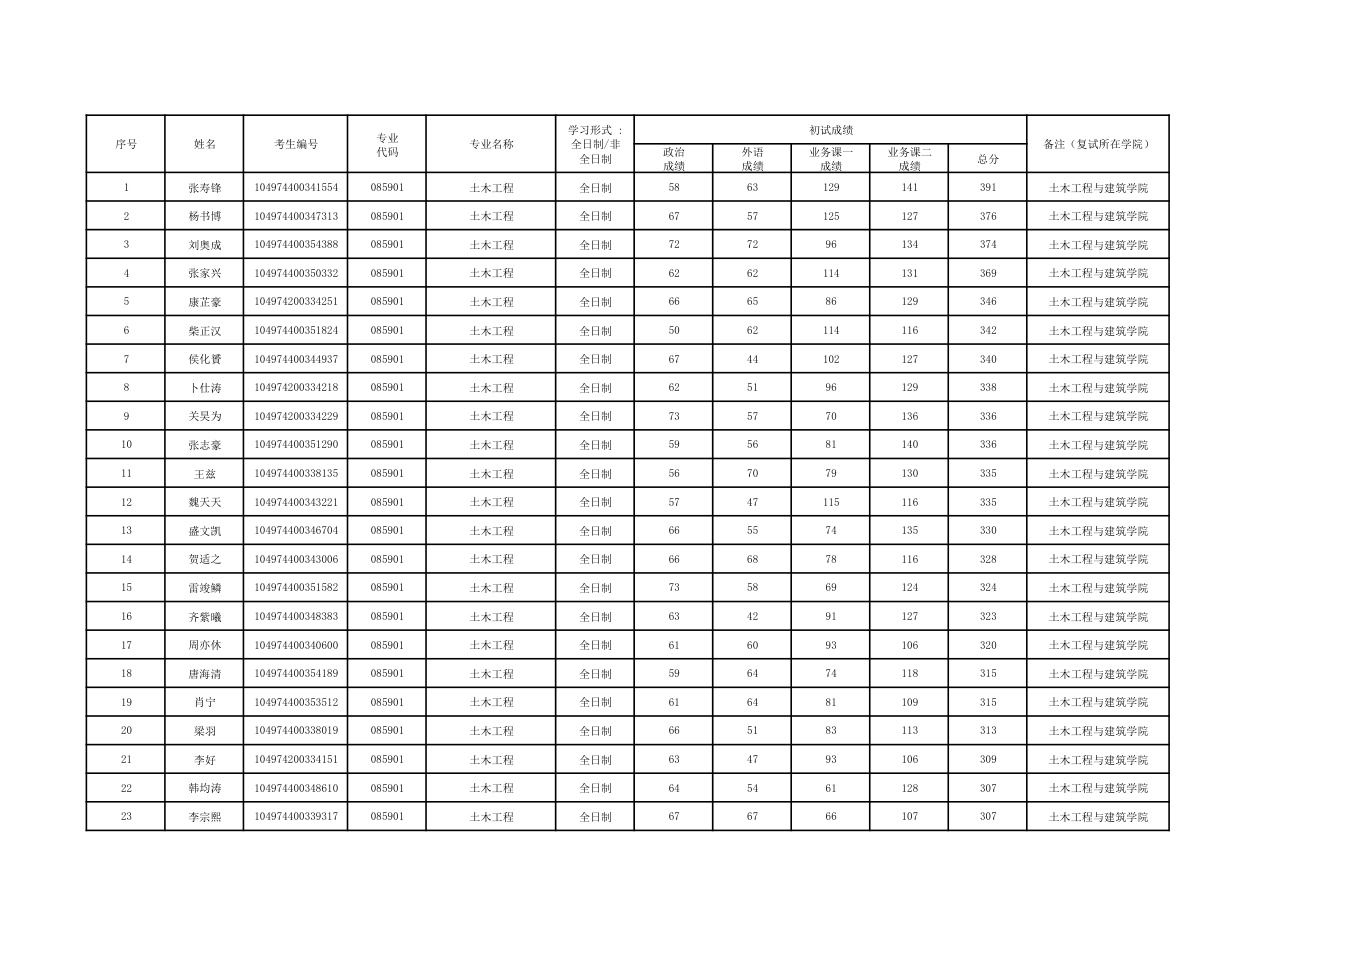 序号 姓名 考生编号 专业代码 专业名称 学习形式 ：全日制/非全日制 初试成绩 备注（复试所在学院）
政治成绩 外语成绩 业务课一成绩 业务课二成绩 总分
1 张寿锋 104974400341554 085901 土木工程 全日制 58 63 129 141 391 土木工程与建筑学院
2 杨书博 104974400347313 085901 土木工程 全日制 67 57 125 127 376 土木工程与建筑学院
3 刘奥成 104974400354388 085901 土木工程 全日制 72 72 96 134 374 土木工程与建筑学院
4 张家兴 104974400350332 085901 土木工程 全日制 62 62 114 131 369 土木工程与建筑学院
5 康芷豪 104974200334251 085901 土木工程 全日制 66 65 86 129 346 土木工程与建筑学院
6 柴正汉 104974400351824 085901 土木工程 全日制 50 62 114 116 342 土木工程与建筑学院
7 侯化赟 104974400344937 085901 土木工程 全日制 67 44 102 127 340 土木工程与建筑学院
8 卜仕涛 104974200334218 085901 土木工程 全日制 62 51 96 129 338 土木工程与建筑学院
9 关昊为 104974200334229 085901 土木工程 全日制 73 57 70 136 336 土木工程与建筑学院
10 张志豪 104974400351290 085901 土木工程 全日制 59 56 81 140 336 土木工程与建筑学院
11 王兹 104974400338135 085901 土木工程 全日制 56 70 79 130 335 土木工程与建筑学院
12 魏天天 104974400343221 085901 土木工程 全日制 57 47 115 116 335 土木工程与建筑学院
13 盛文凯 104974400346704 085901 土木工程 全日制 66 55 74 135 330 土木工程与建筑学院
14 贺适之 104974400343006 085901 土木工程 全日制 66 68 78 116 328 土木工程与建筑学院
15 雷竣鳞 104974400351582 085901 土木工程 全日制 73 58 69 124 324 土木工程与建筑学院
16 齐紫曦 104974400348383 085901 土木工程 全日制 63 42 91 127 323 土木工程与建筑学院
17 周亦休 104974400340600 085901 土木工程 全日制 61 60 93 106 320 土木工程与建筑学院
18 唐海清 104974400354189 085901 土木工程 全日制 59 64 74 118 315 土木工程与建筑学院
19 肖宁 104974400353512 085901 土木工程 全日制 61 64 81 109 315 土木工程与建筑学院
20 梁羽 104974400338019 085901 土木工程 全日制 66 51 83 113 313 土木工程与建筑学院
21 李好 104974200334151 085901 土木工程 全日制 63 47 93 106 309 土木工程与建筑学院
22 韩均涛 104974400348610 085901 土木工程 全日制 64 54 61 128 307 土木工程与建筑学院
23 李宗熙 104974400339317 085901 土木工程 全日制 67 67 66 107 307 土木工程与建筑学院